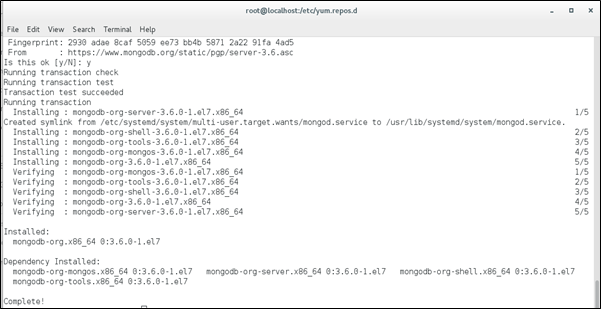 root@localhost:/etc/yum.repos.d
File Edit View Search Terminal Help
Fingerprint: 2930 adae 8caf 5059 ee73 bb4b 5871 2a22 91fa 4ad5
From : https://www.mongodb.org/static/pgp/server-3.6.asc
Is this ok [y/N]: y
Running transaction check
Running transaction test
Transaction test succeeded
Running transaction
Installing : mongodb-org-server-3.6.0-1.el7.x86_64 1/5
Created symlink from /etc/systemd/system/multi-user.target.wants/mongod.service to /usr/lib/systemd/system/mongod.service.
Installing : mongodb-org-shell-3.6.0-1.el7.x86_64 2/5
Installing : mongodb-org-tools-3.6.0-1.el7.x86_64 3/5
Installing : mongodb-org-mongos-3.6.0-1.el7.x86_64 4/5
Installing : mongodb-org-3.6.0-1.el7.x86_64 5/5
Verifying : mongodb-org-mongos-3.6.0-1.el7.x86_64 1/5
Verifying : mongodb-org-tools-3.6.0-1.el7.x86_64 2/5
Verifying : mongodb-org-shell-3.6.0-1.el7.x86_64 3/5
Verifying : mongodb-org-3.6.0-1.el7.x86_64 4/5
Verifying : mongodb-org-server-3.6.0-1.el7.x86_64 5/5
Installed:
mongodb-org.x86_64 0:3.6.0-1.el7
Dependency Installed:
mongodb-org-mongos.x86_64 0:3.6.0-1.el7 mongodb-org-server.x86_64 0:3.6.0-1.el7 mongodb-org-shell.x86_64 0:3.6.0-1.el7
mongodb-org-tools.x86_64 0:3.6.0-1.el7
Complete!